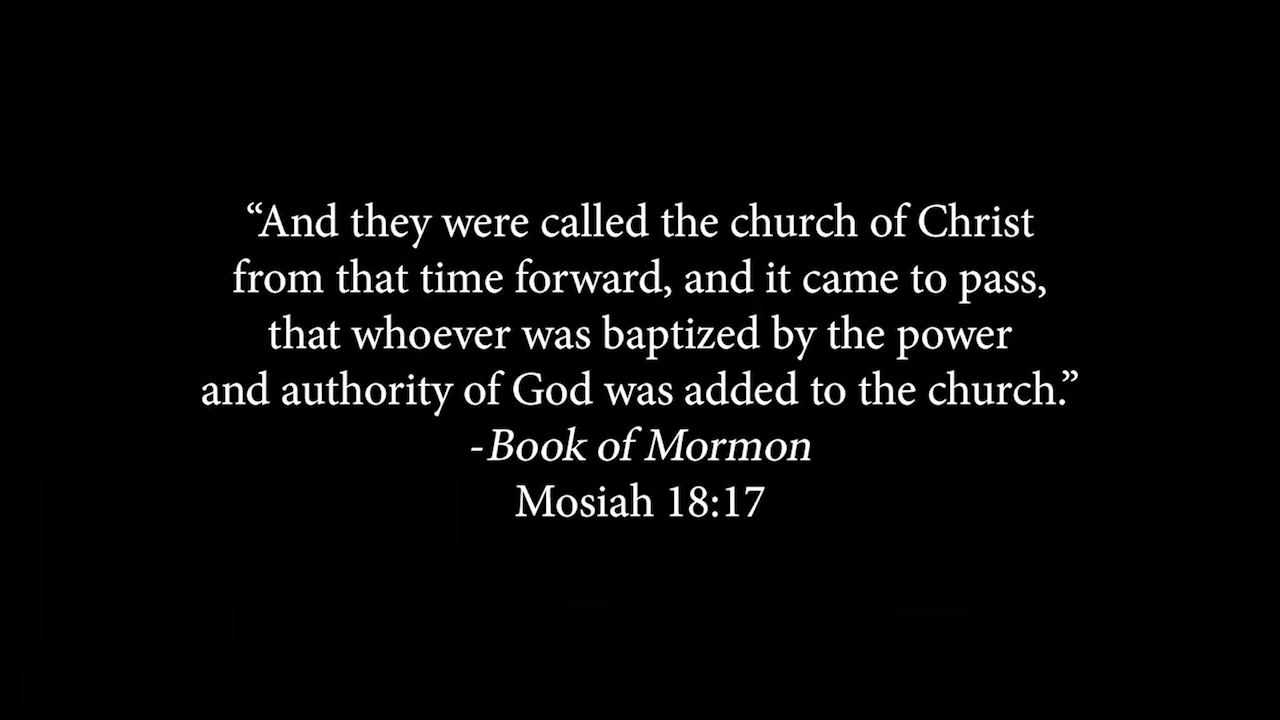 “And they were called the church of Christ
from that time forward, and it came to pass,
that whoever was baptized by the power
and authority of God was added to the church.”
-Book of Mormon
Mosiah 18:17